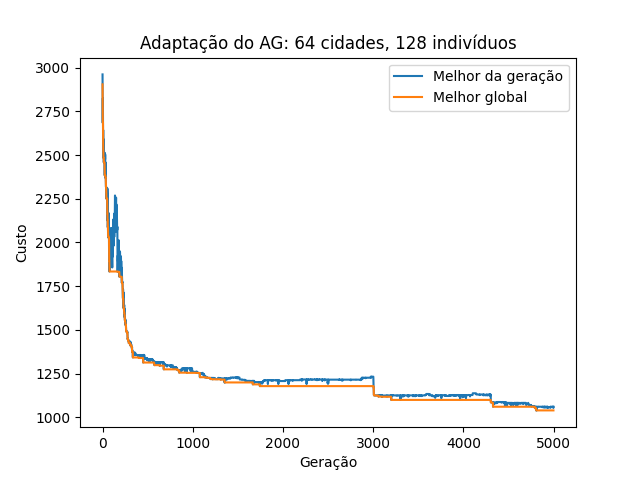 Adaptação do AG: 64 cidades, 128 indivíduos
Melhor da geração
Melhor global
Custo
3000
2750
2500
2250
2000
1750
1500
1250
1000
0 1000 2000 3000 4000 5000
Geração